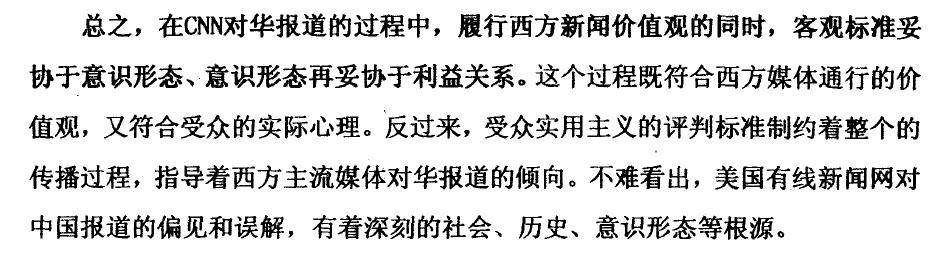 总之，在CNN对华报道的过程中，履行西方新闻价值观的同时，客观标准妥
协于意识形态、意识形态再妥协于利益关系。这个过程既符合西方媒体通行的价
值观，又符合受众的实际心理。反过来，受众实用主义的评判标准制约着整个的
传播过程，指导着西方主流媒体对华报道的倾向。不难看出，美国有线新闻网对
中国报道的偏见和误解，有着深刻的社会、历史、意识形态等根源。